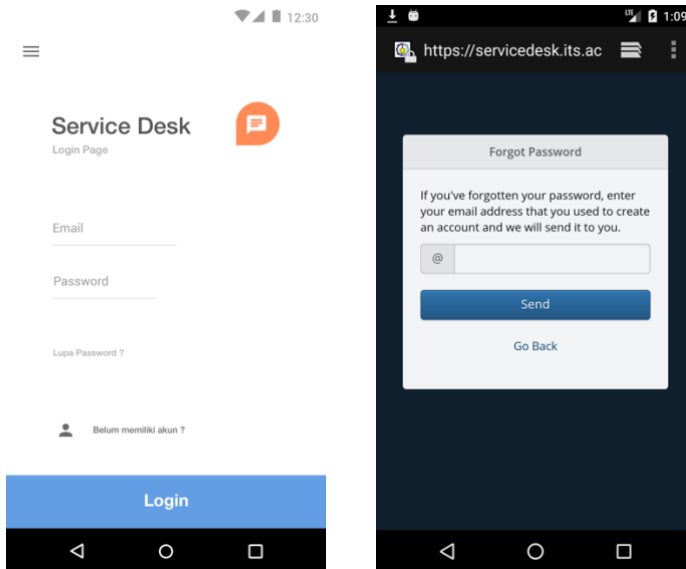 12:30
Service Desk
Login Page
Email
Password
Lupa Password ?
Belum memiliki akun ?
Login
LTE
1:09
https://servicedesk.its.ac
Forgot Password
If you've forgotten your password, enter
your email address that you used to create
an account and we will send it to you.
@
Send
Go Back